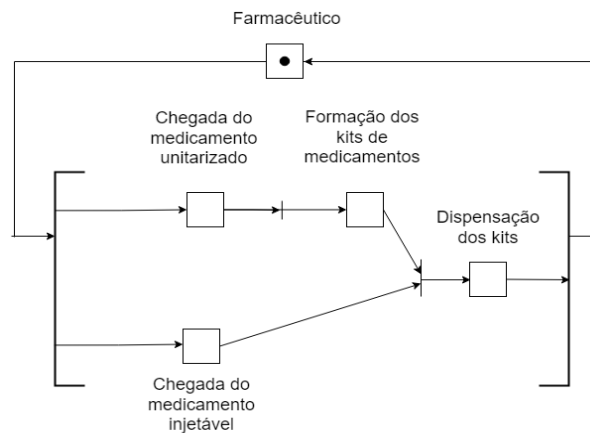 Farmacêutico
Chegada do
medicamento
unitarizado
Formação dos
kits de
medicamentos
Dispensação
dos kits
Chegada do
medicamento
injetável